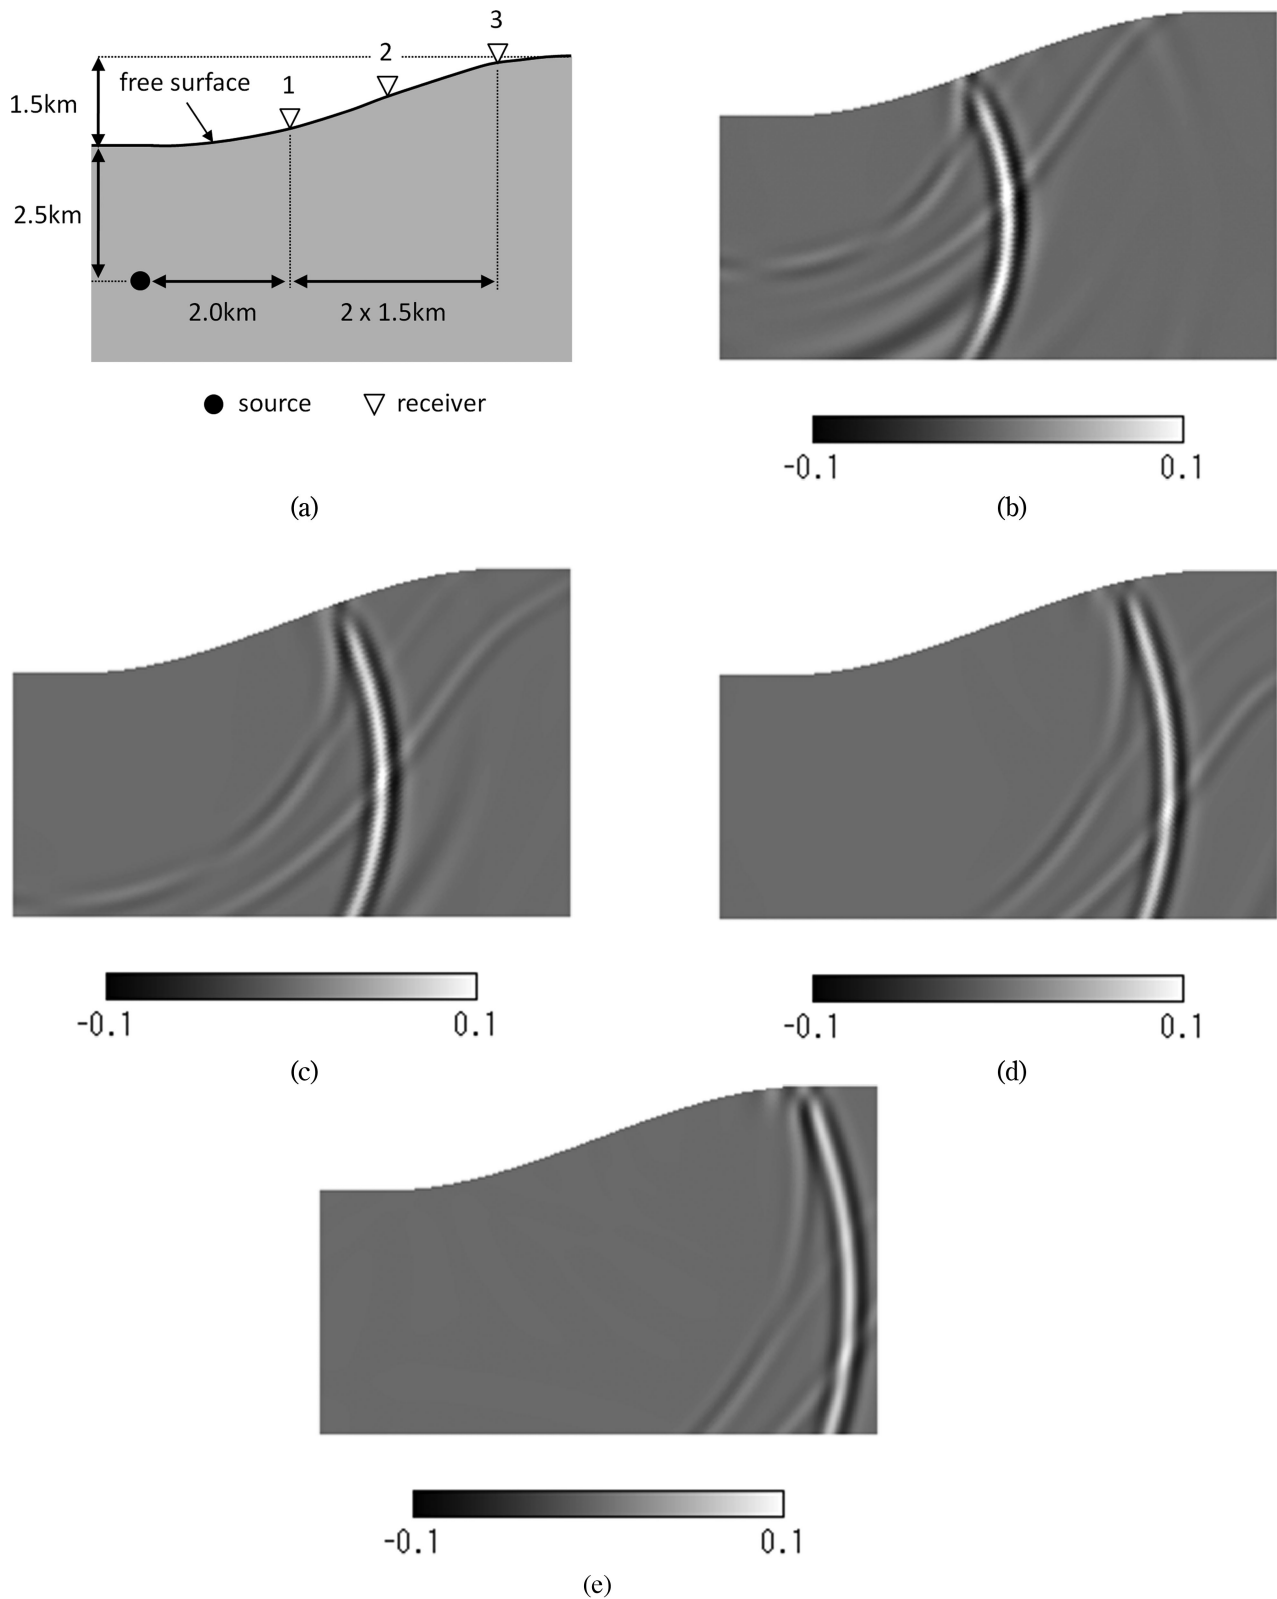 3
2
1.5km
free surface
1
2.5km
2.0km
2 x 1.5km
source
receiver
(a)
-0.1
0.1
(b)
-0.1
0.1
(c)
-0.1
0.1
(d)
-0.1
0.1
(e)